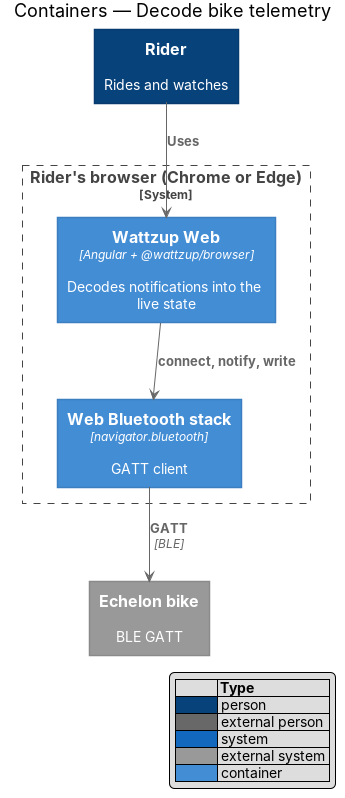 Containers — Decode bike telemetry
Rider
Rides and watches
Uses
Rider's browser (Chrome or Edge)
[System]
Wattzup Web
[Angular + @wattzup/browser]
Decodes notifications into the
live state
connect, notify, write
Web Bluetooth stack
[navigator.bluetooth]
GATT client
GATT
[BLE]
Echelon bike
BLE GATT
Type
person
external person
system
external system
container